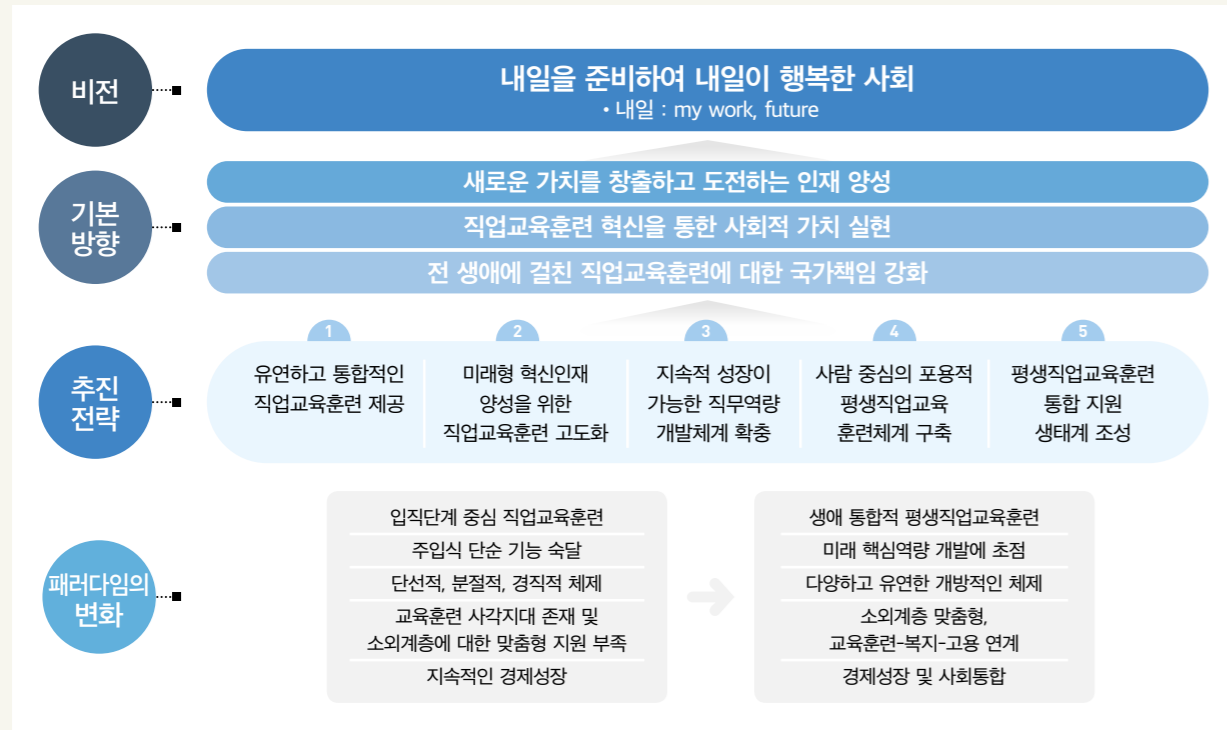 비전
내일을 준비하여 내일이 행복한 사회
• 내일 : my work, future
기본
방향
새로운 가치를 창출하고 도전하는 인재 양성
직업교육훈련 혁신을 통한 사회적 가치 실현
전 생애에 걸친 직업교육훈련에 대한 국가책임 강화
추진
전략
1
유연하고 통합적인
직업교육훈련 제공
2
미래형 혁신인재
양성을 위한
직업교육훈련 고도화
3
지속적 성장이
가능한 직무역량
개발체계 확충
4
사람 중심의 포용적
평생직업교육
훈련체계 구축
5
평생직업교육훈련
통합 지원
생태계 조성
패러다임의
변화
입직단계 중심 직업교육훈련
주입식 단순 기능 숙달
단선적, 분절적, 경직적 체제
교육훈련 사각지대 존재 및
소외계층에 대한 맞춤형 지원 부족
지속적인 경제성장
생애 통합적 평생직업교육훈련
미래 핵심역량 개발에 초점
다양하고 유연한 개방적인 체제
소외계층 맞춤형,
교육훈련-복지-고용 연계
경제성장 및 사회통합